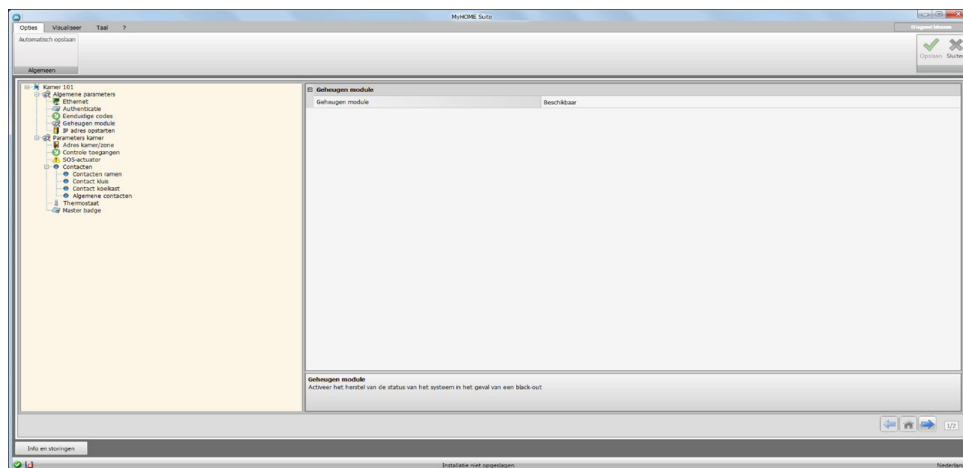 MyHOME Suite
Opties Visualiseer Taal ?
Automatisch opslaan
Opslaan Sluiten
Algemeen
Kamer 101
Algemene parameters
Ethernet
Authenticatie
Eenduidige codes
Geheugen module
IP adres opstarten
Parameters kamer
Adres kamer/zone
Controle toegangen
SOS-actuator
Contacten
Contacten ramen
Contact kluis
Contact koelkast
Algemene contacten
Thermostaat
Master badge
Geheugen module
Geheugen module Beschikbaar
Geheugen module
Activeer het herstel van de status van het systeem in het geval van een black-out
1/2
Info en storingen
Installatie niet opgeslagen
Nederlan